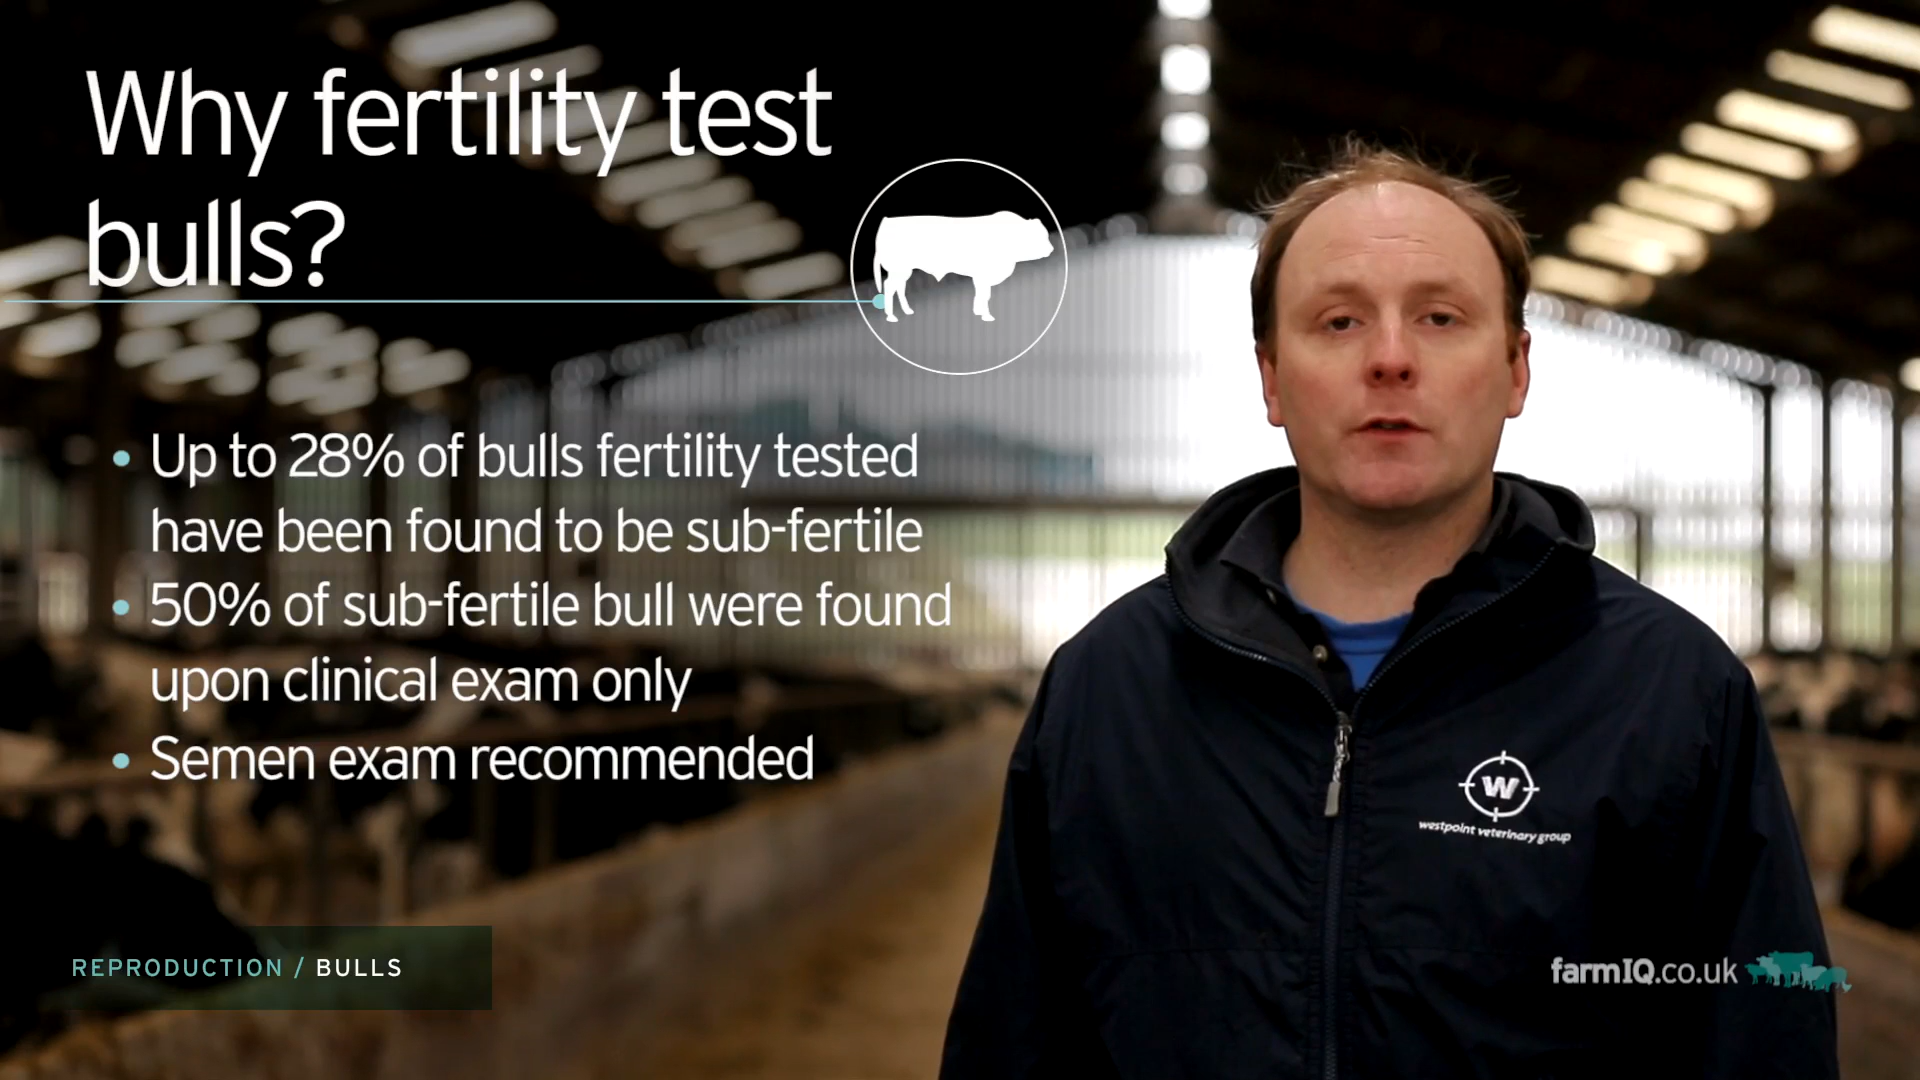 Why fertility test
bulls?
• Up to 28% of bulls fertility tested
have been found to be sub-fertile
• 50% of sub-fertile bull were found
upon clinical exam only
• Semen exam recommended
W
westpoint veterinary group
REPRODUCTION / BULLS
farmIQ.co.uk